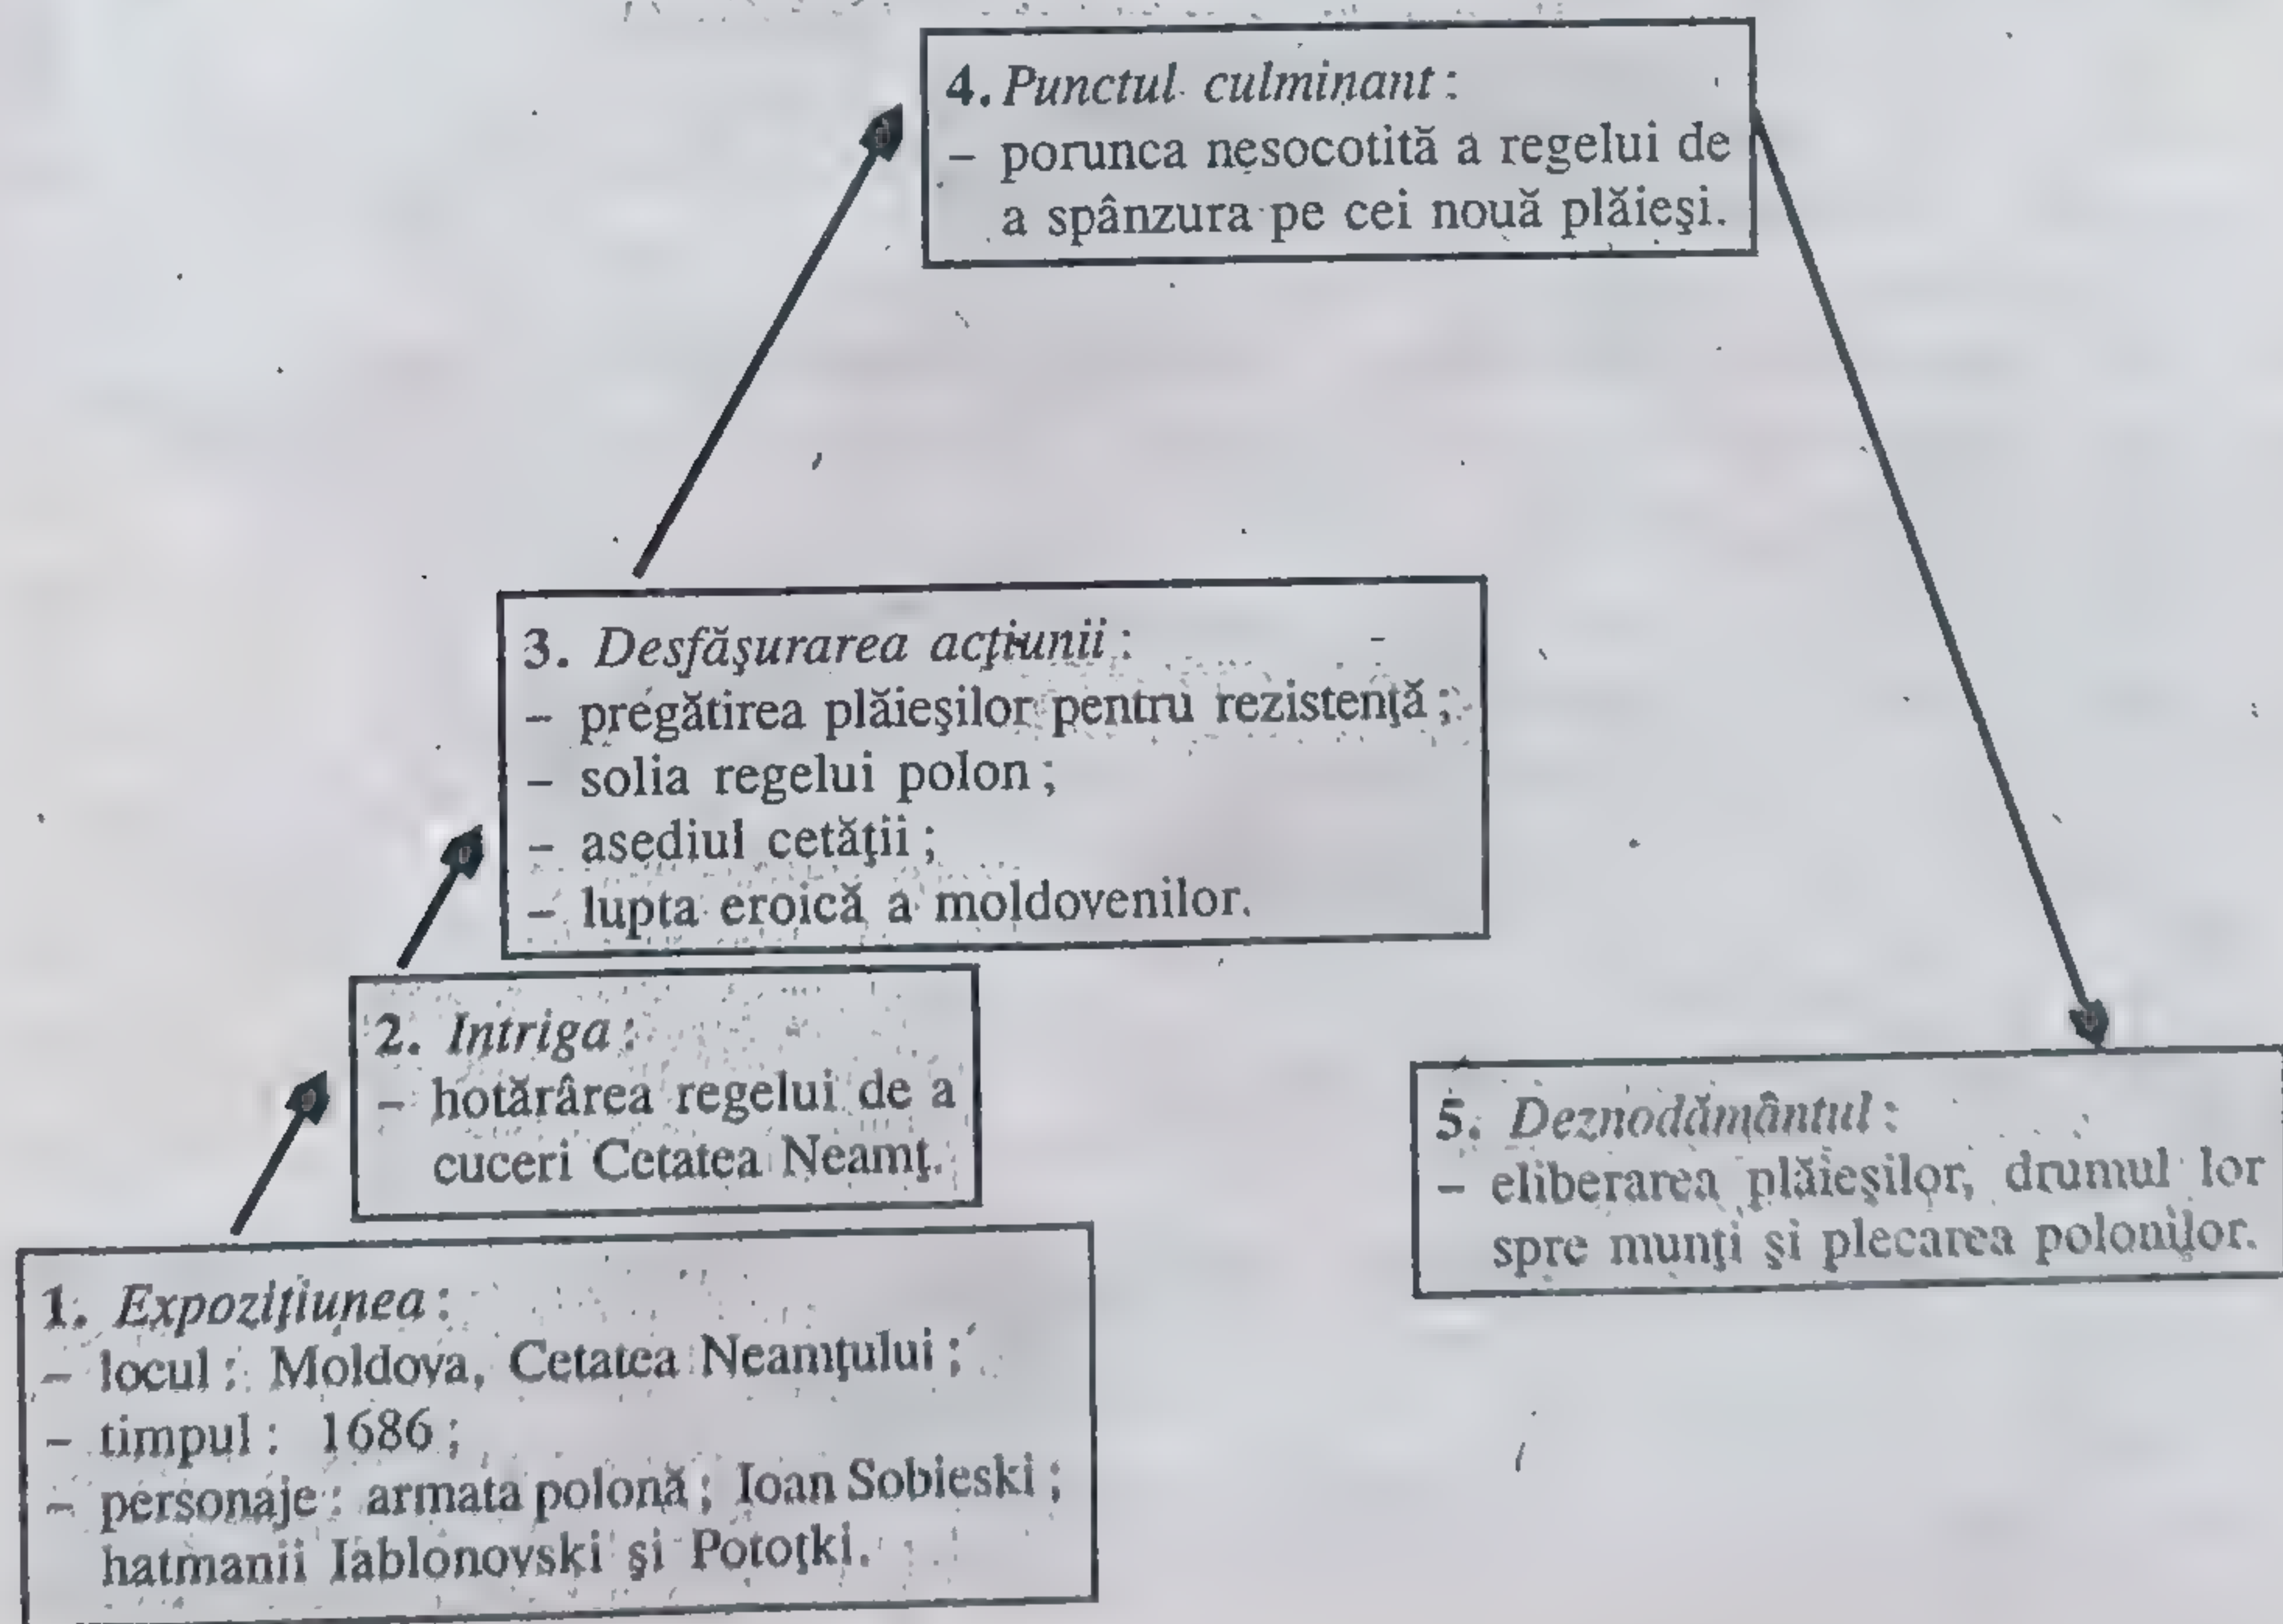 4. Punctul culminant :
– porunca nesocotită a regelui de
a spânzura pe cei nouă plăieşi.
3. Desfăşurarea acţiunii :
– pregătirea plăieşilor pentru rezistenţă ;
– solia regelui polon ;
– asediul cetăţii ;
– lupta eroică a moldovenilor.
2. Intriga :
– hotărârea regelui de a
cuceri Cetatea Neamţ.
5. Deznodământul :
– eliberarea plăieşilor, drumul lor
spre munţi şi plecarea polonilor.
1. Expoziţiunea :
– locul : Moldova, Cetatea Neamţului ;
– timpul : 1686 ;
– personaje : armata polonă ; Ioan Sobieski ;
hatmanii Iablonovski şi Potoţki.